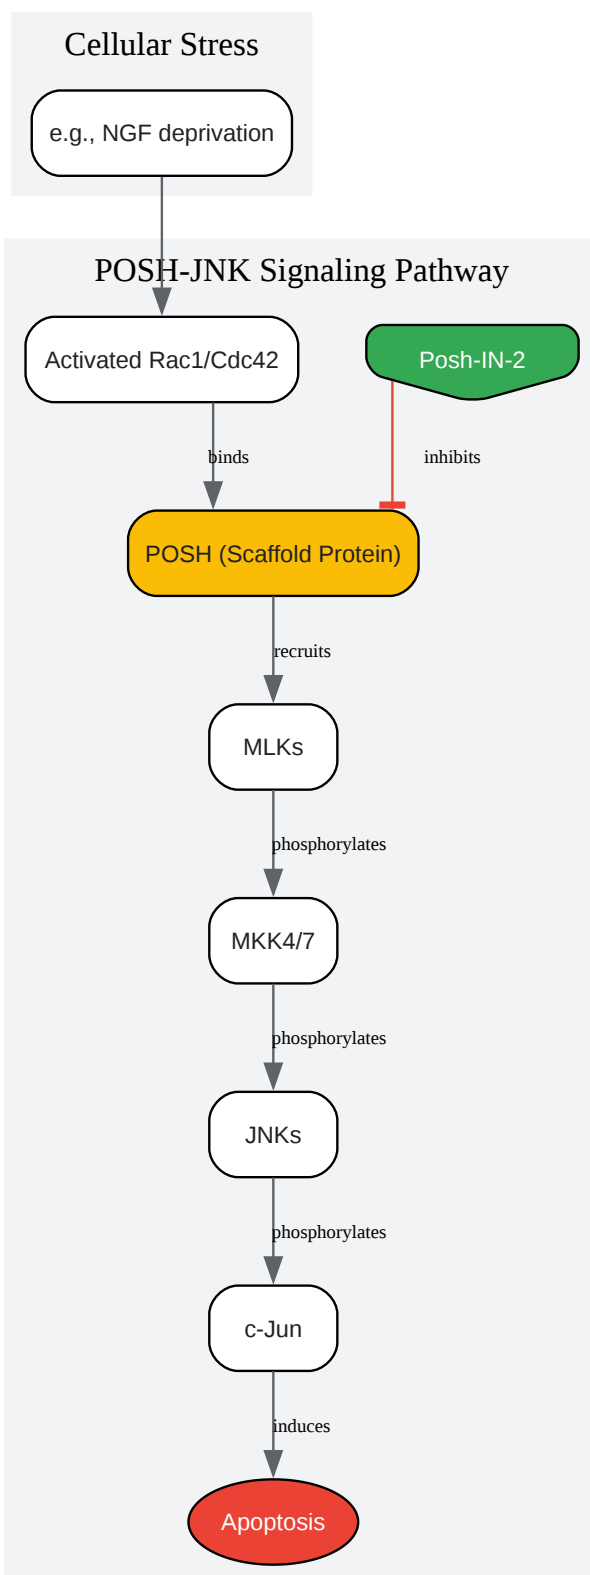 Cellular Stress
e.g., NGF deprivation
POSH-JNK Signaling Pathway
Activated Rac1/Cdc42
Posh-IN-2
binds
inhibits
POSH (Scaffold Protein)
recruits
MLKs
phosphorylates
MKK4/7
phosphorylates
JNKs
phosphorylates
c-Jun
induces
Apoptosis